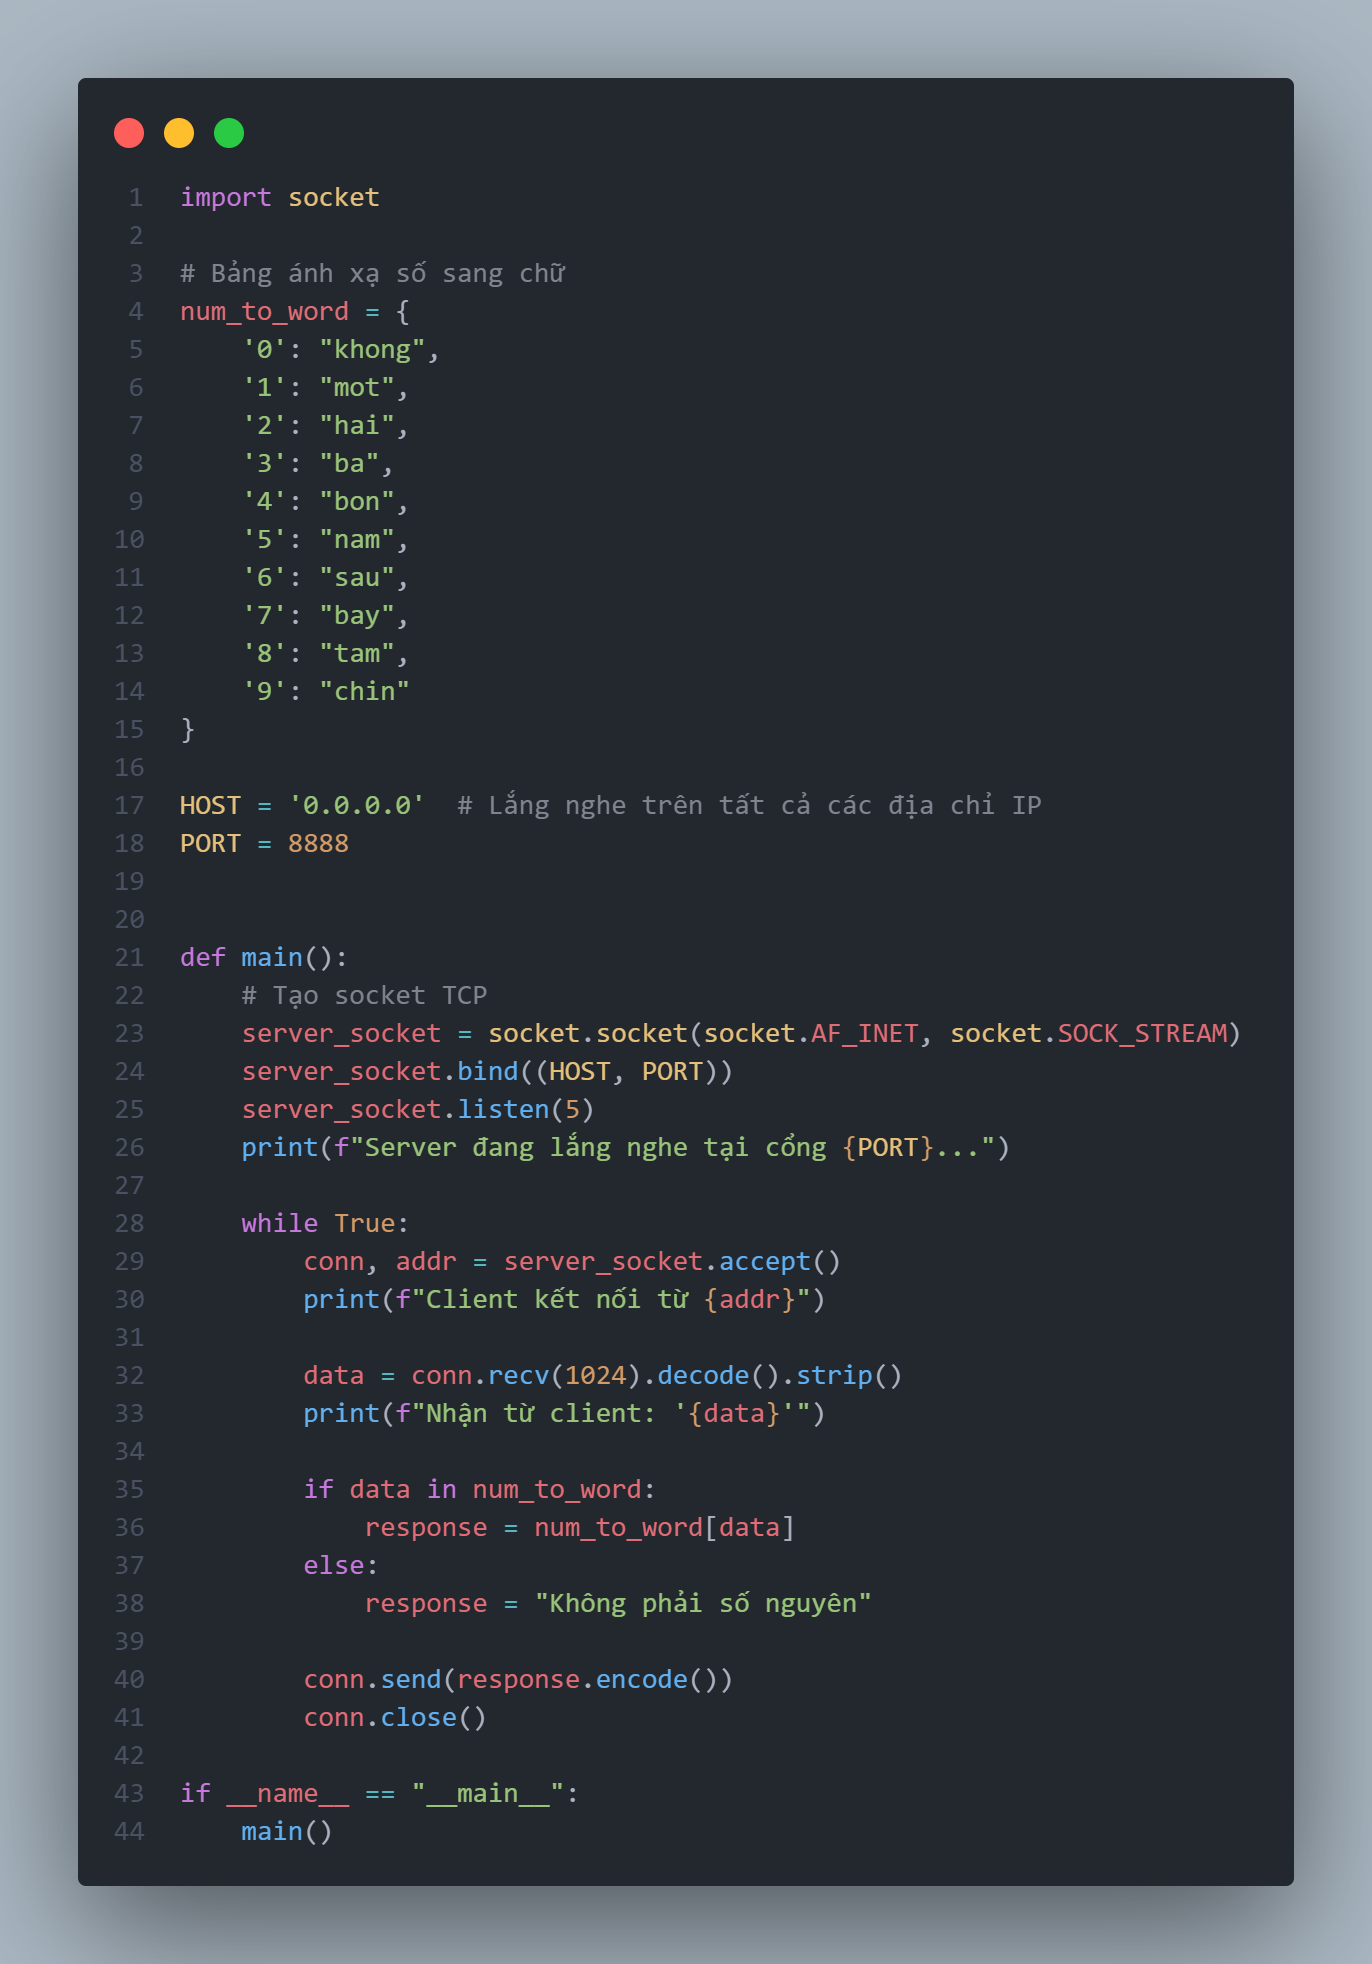 1 import socket
2
3 # Bảng ánh xạ số sang chữ
4 num_to_word = {
5     '0': "khong",
6     '1': "mot",
7     '2': "hai",
8     '3': "ba",
9     '4': "bon",
10     '5': "nam",
11     '6': "sau",
12     '7': "bay",
13     '8': "tam",
14     '9': "chin"
15 }
16
17 HOST = '0.0.0.0'  # Lắng nghe trên tất cả các địa chỉ IP
18 PORT = 8888
19
20
21 def main():
22     # Tạo socket TCP
23     server_socket = socket.socket(socket.AF_INET, socket.SOCK_STREAM)
24     server_socket.bind((HOST, PORT))
25     server_socket.listen(5)
26     print(f"Server đang lắng nghe tại cổng {PORT}...")
27
28     while True:
29         conn, addr = server_socket.accept()
30         print(f"Client kết nối từ {addr}")
31
32         data = conn.recv(1024).decode().strip()
33         print(f"Nhận từ client: '{data}'")
34
35         if data in num_to_word:
36             response = num_to_word[data]
37         else:
38             response = "Không phải số nguyên"
39
40         conn.send(response.encode())
41         conn.close()
42
43 if __name__ == "__main__":
44     main()